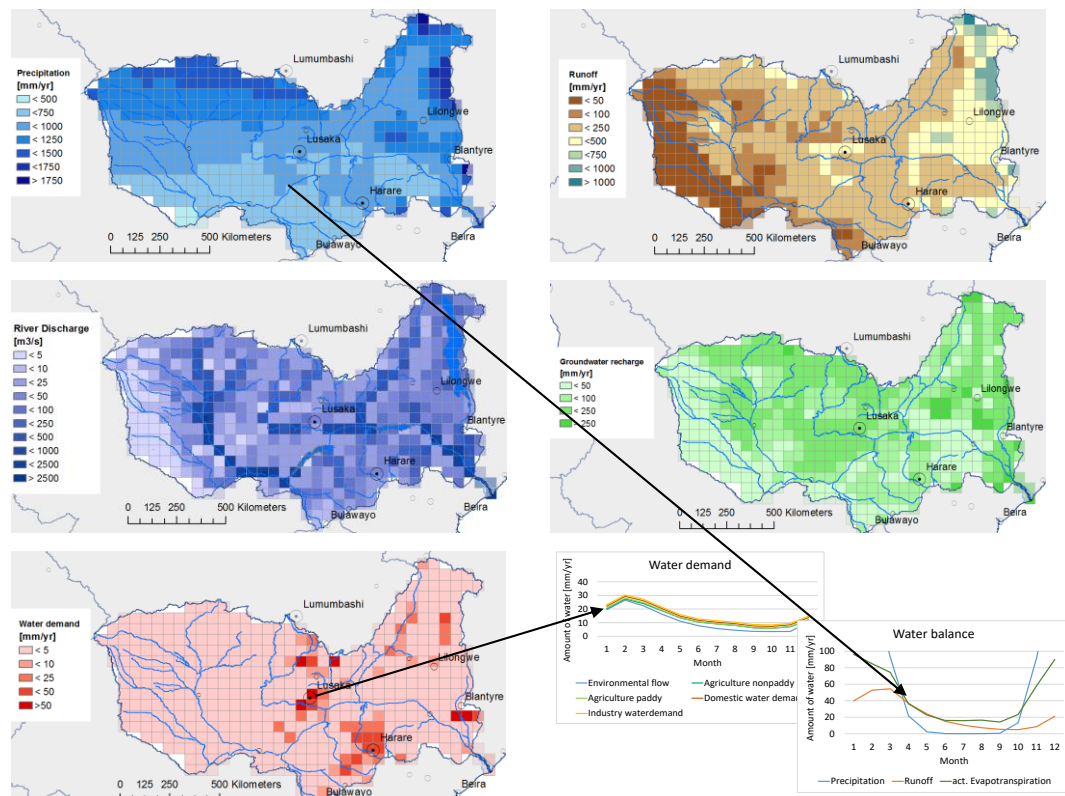 Precipitation
[mm/yr]
< 500
<750
< 1000
< 1250
< 1500
<1750
> 1750
Lumumbashi
Lusaka
Lilongwe
Blantyre
Harare
Bulawayo
Beira
0 125 250 500 Kilometers
Runoff
[mm/yr]
< 50
< 100
< 250
<500
<750
< 1000
> 1000
Lumumbashi
Lusaka
Lilongwe
Blantyre
Harare
Bulawayo
Beira
0 125 250 500 Kilometers
River Discharge
[m3/s]
< 5
< 10
< 25
< 50
< 100
< 250
< 500
< 1000
< 2500
> 2500
Lumumbashi
Lusaka
Lilongwe
Blantyre
Harare
Bulawayo
Beira
0 125 250 500 Kilometers
Groundwater recharge
[mm/yr]
< 50
< 100
< 250
> 250
Lumumbashi
Lusaka
Lilongwe
Blantyre
Harare
Bulawayo
Beira
0 125 250 500 Kilometers
Water demand
[mm/yr]
< 5
< 10
< 25
< 50
>50
Lumumbashi
Lusaka
Lilongwe
Blantyre
Harare
Bulawayo
Beira
0 125 250 500 Kilometers
Water demand
Amount of water [mm/yr]
40
30
20
10
0
1 2 3 4 5 6 7 8 9 10 11
Month
Environmental flow
Agriculture nonpaddy
Agriculture paddy
Domestic water deman
Industry waterdemand
Water balance
Amount of water [mm/yr]
100
80
60
40
20
0
1 2 3 4 5 6 7 8 9 10 11 12
Month
Precipitation
Runoff
act. Evapotranspiration